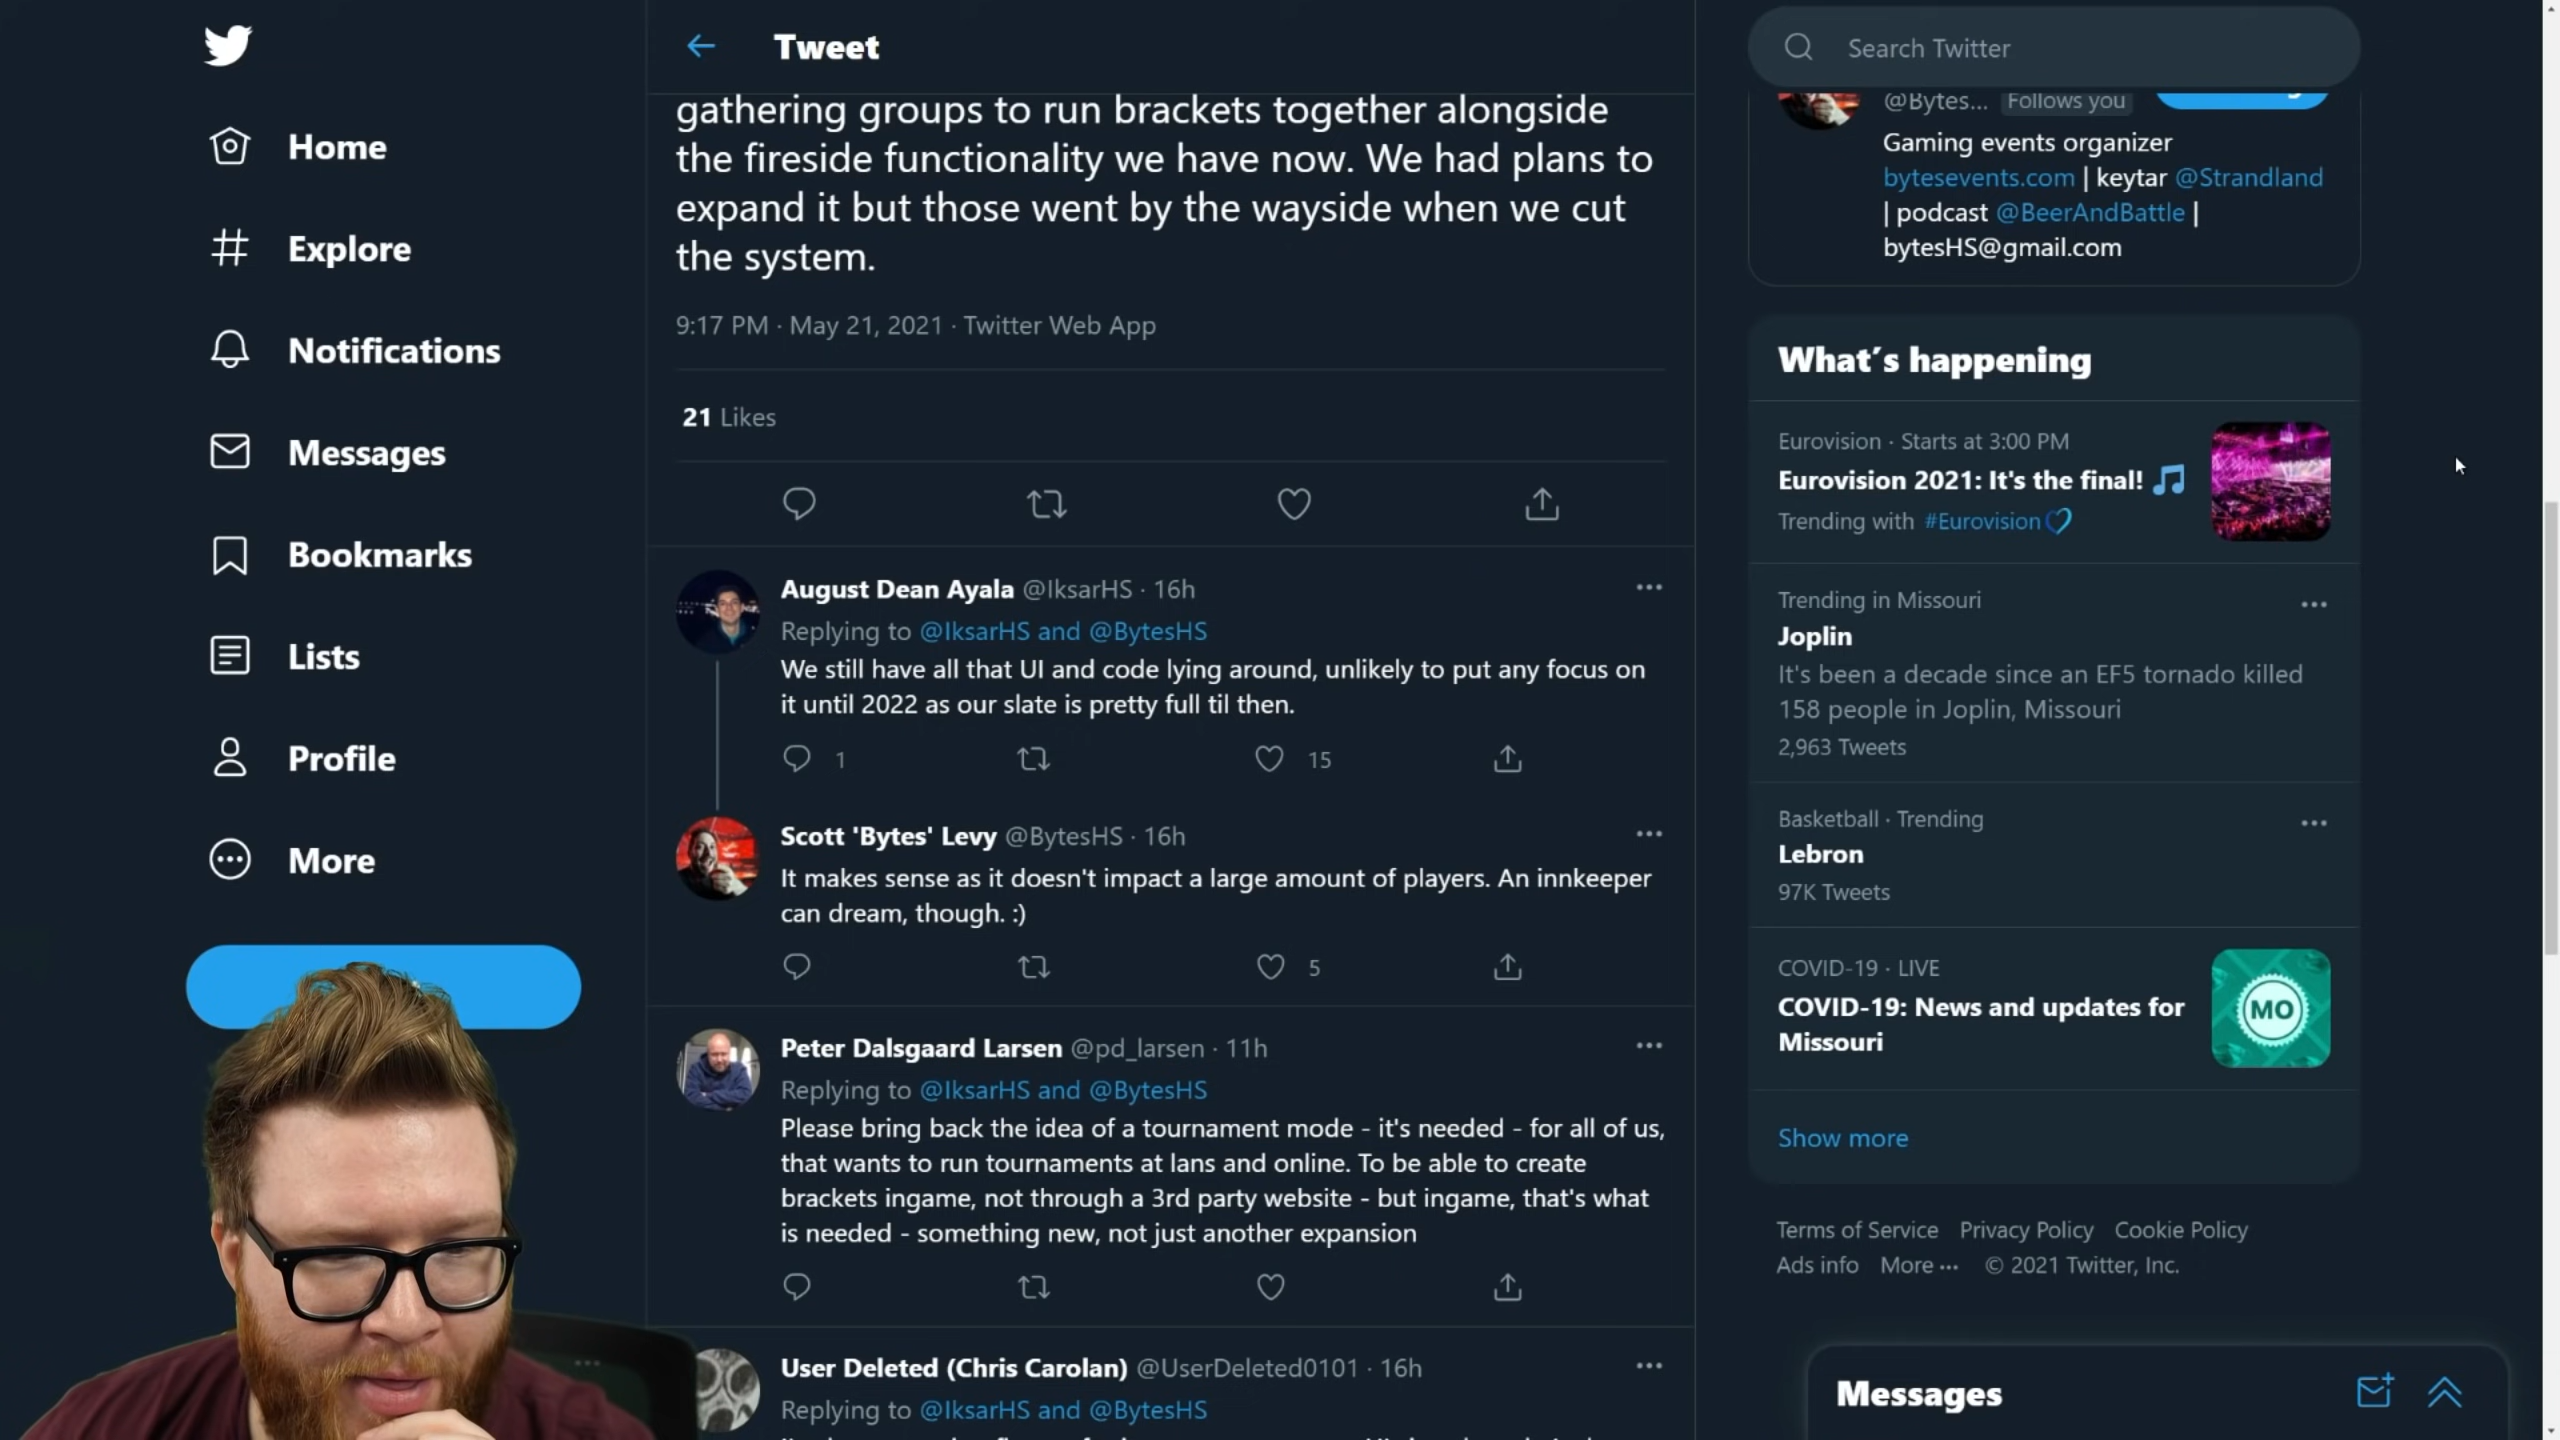 Home
Explore
Notifications
Messages
Bookmarks
Lists
Profile
More
Tweet
gathering groups to run brackets together alongside
the fireside functionality we have now. We had plans to
expand it but those went by the wayside when we cut
the system.
9:17 PM · May 21, 2021 · Twitter Web App
21 Likes
August Dean Ayala @IksarHS · 16h
Replying to @IksarHS and @BytesHS
We still have all that UI and code lying around, unlikely to put any focus on
it until 2022 as our slate is pretty full til then.
1
15
Scott 'Bytes' Levy @BytesHS · 16h
It makes sense as it doesn't impact a large amount of players. An innkeeper
can dream, though. :)
5
Peter Dalsgaard Larsen @pd_larsen · 11h
Replying to @IksarHS and @BytesHS
Please bring back the idea of a tournament mode - it's needed - for all of us,
that wants to run tournaments at lans and online. To be able to create
brackets ingame, not through a 3rd party website - but ingame, that's what
is needed - something new, not just another expansion
User Deleted (Chris Carolan) @UserDeleted0101 · 16h
Replying to @IksarHS and @BytesHS
Search Twitter
@Bytes... Follows you
Gaming events organizer
bytesevents.com | keytar @Strandland
| podcast @BeerAndBattle |
bytesHS@gmail.com
What's happening
Eurovision · Starts at 3:00 PM
Eurovision 2021: It's the final! 🎵
Trending with #Eurovision
Trending in Missouri
Joplin
It's been a decade since an EF5 tornado killed
158 people in Joplin, Missouri
2,963 Tweets
Basketball · Trending
Lebron
97K Tweets
COVID-19 · LIVE
COVID-19: News and updates for
Missouri
MO
Show more
Terms of Service Privacy Policy Cookie Policy
Ads info More ··· © 2021 Twitter, Inc.
Messages